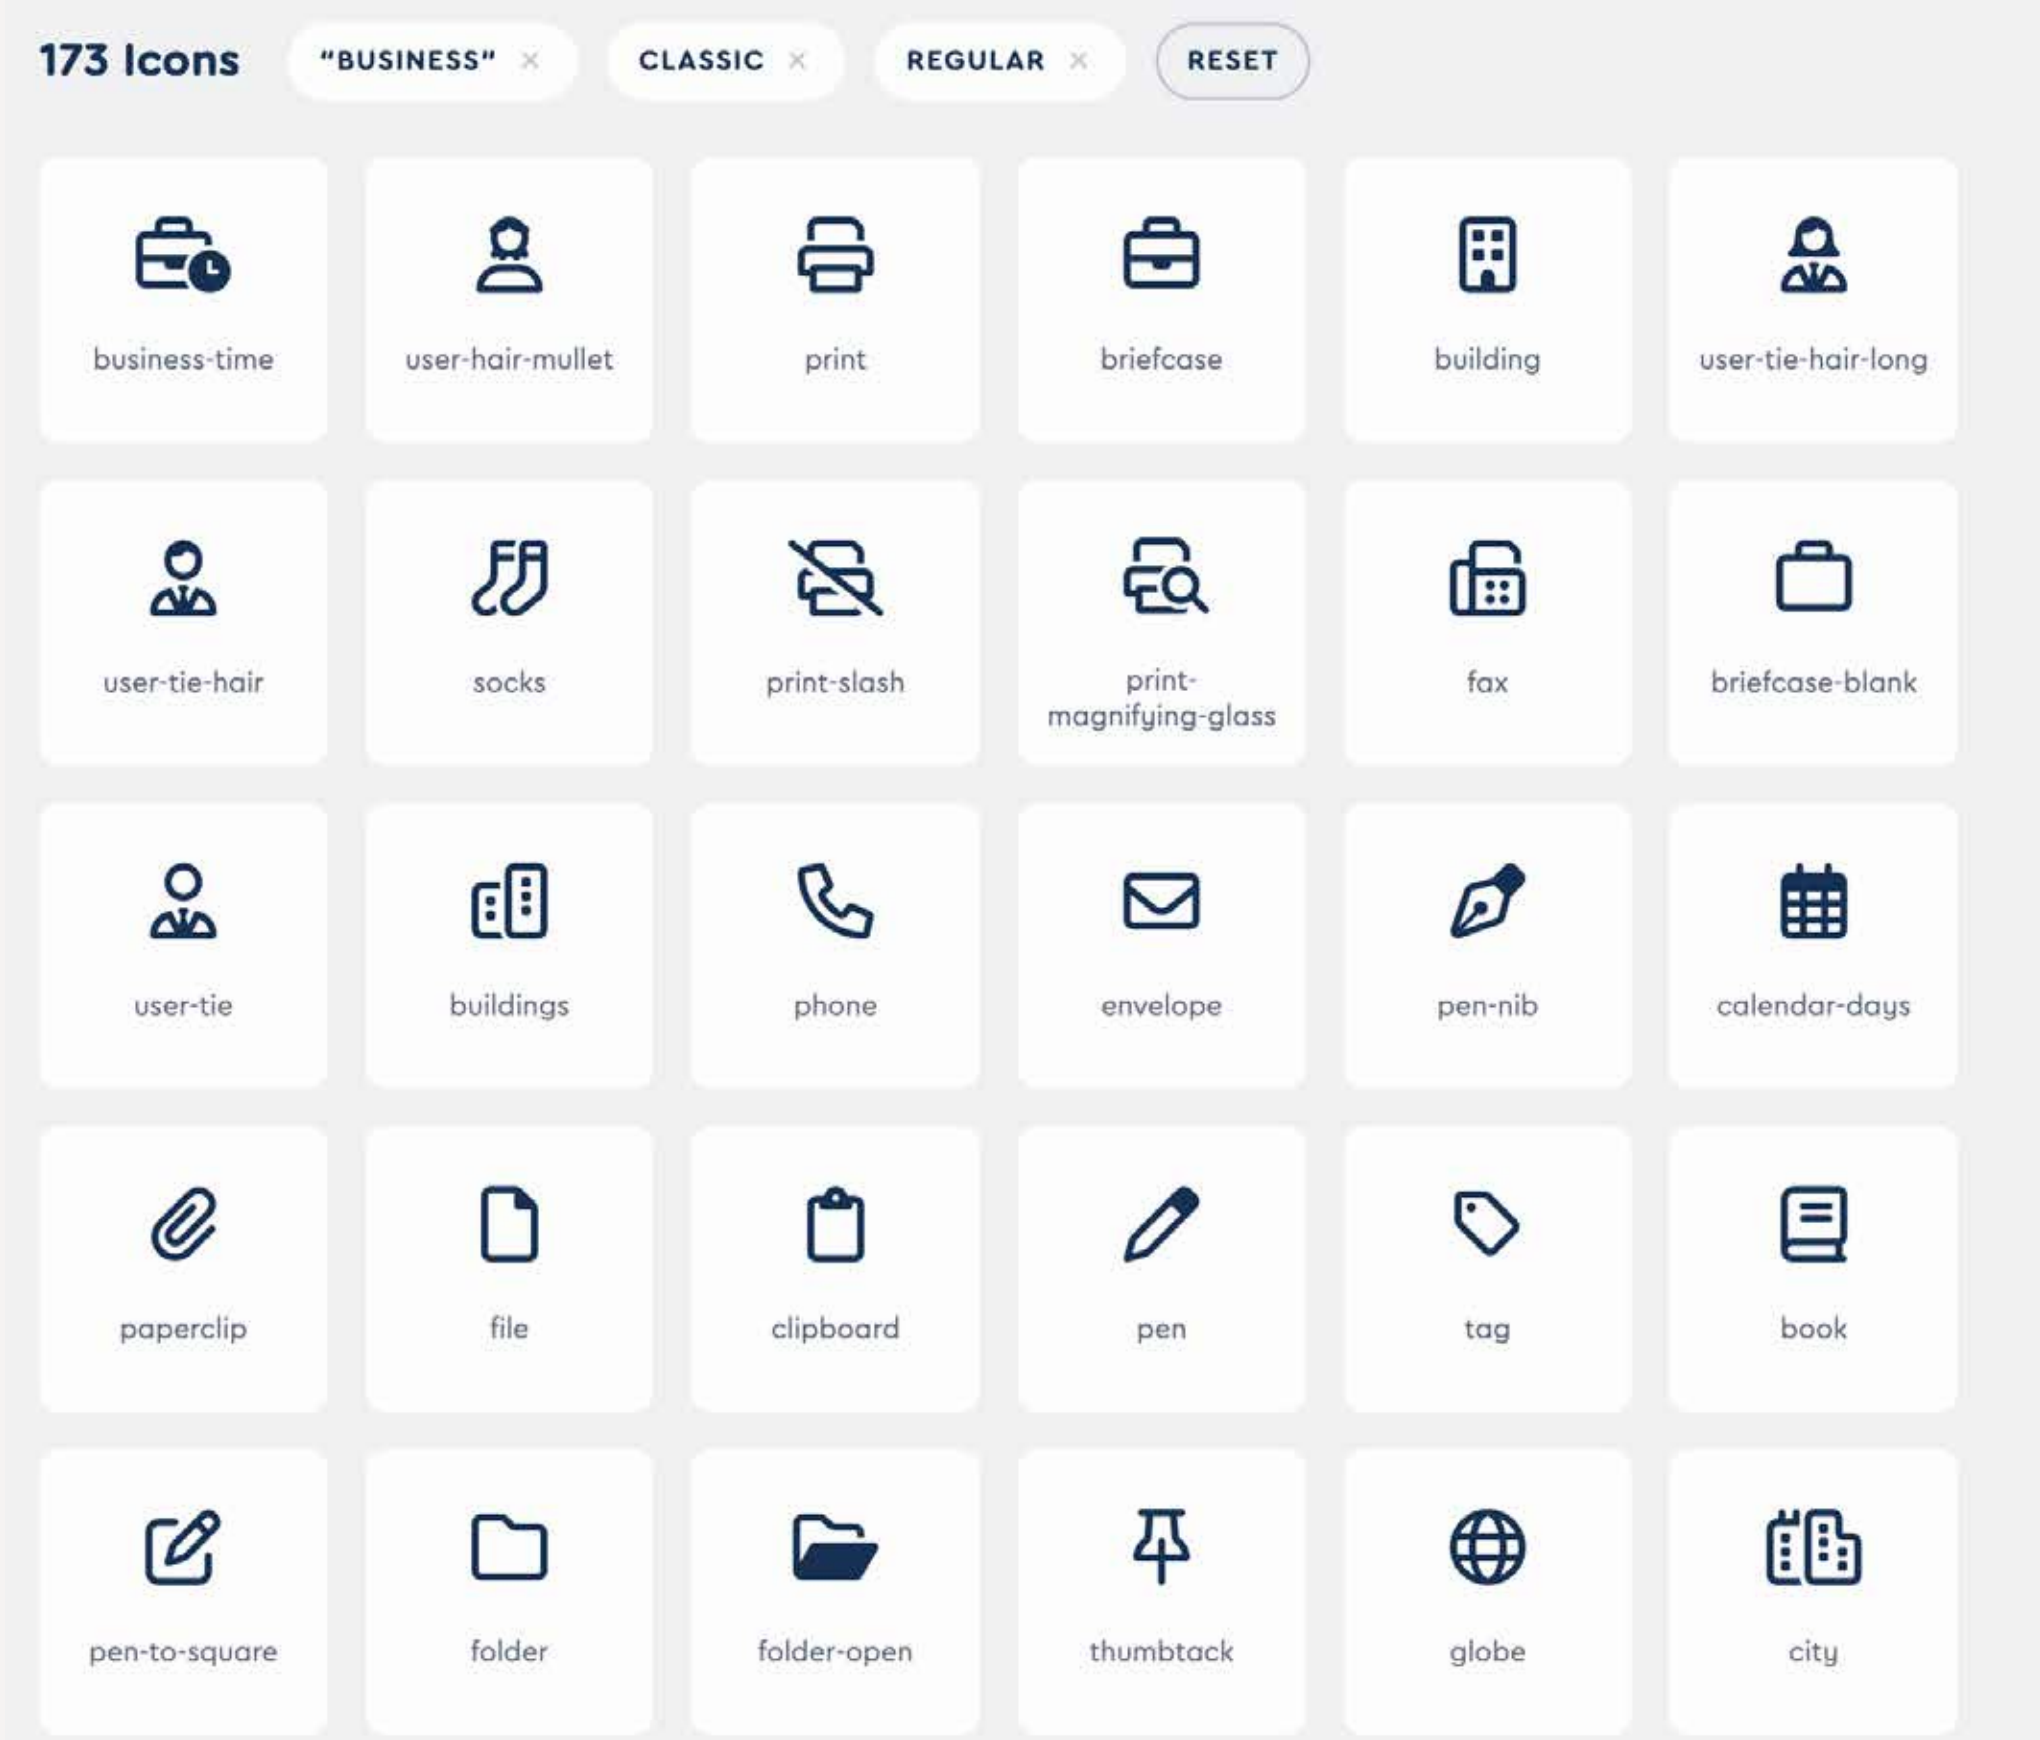 173 Icons
“BUSINESS” ×
CLASSIC ×
REGULAR ×
RESET
business-time
user-hair-mullet
print
briefcase
building
user-tie-hair-long
user-tie-hair
socks
print-slash
print-
magnifying-glass
fax
briefcase-blank
user-tie
buildings
phone
envelope
pen-nib
calendar-days
paperclip
file
clipboard
pen
tag
book
pen-to-square
folder
folder-open
thumbtack
globe
city